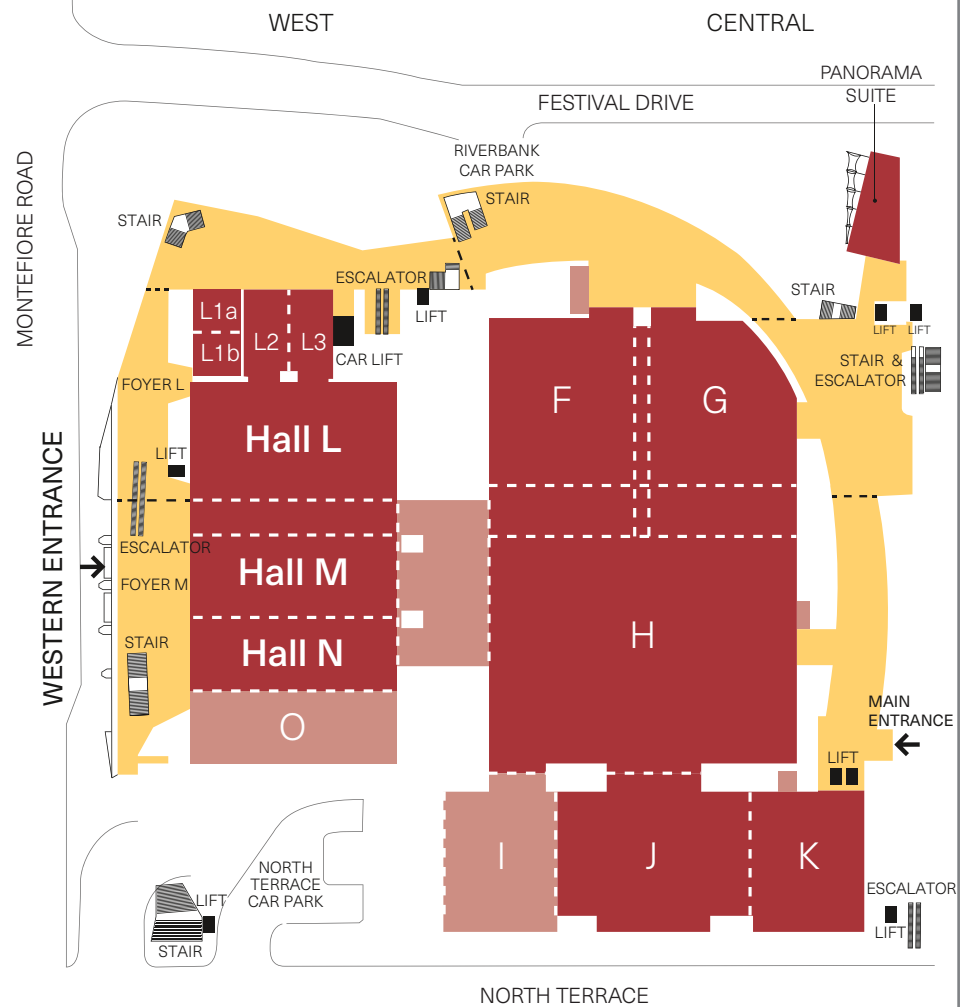 WEST
CENTRAL
PANORAMA
SUITE
FESTIVAL DRIVE
RIVERBANK
CAR PARK
STAIR
STAIR
MONTEFIORE ROAD
ESCALATOR
LIFT
STAIR
LIFT
LIFT
L1a
L1b
L2
L3
CAR LIFT
STAIR &
ESCALATOR
FOYER L
F
G
Hall L
LIFT
WESTERN ENTRANCE
ESCALATOR
FOYER M
Hall M
H
STAIR
Hall N
MAIN
ENTRANCE
O
LIFT
I
J
K
NORTH
TERRACE
CAR PARK
LIFT
STAIR
ESCALATOR
LIFT
NORTH TERRACE